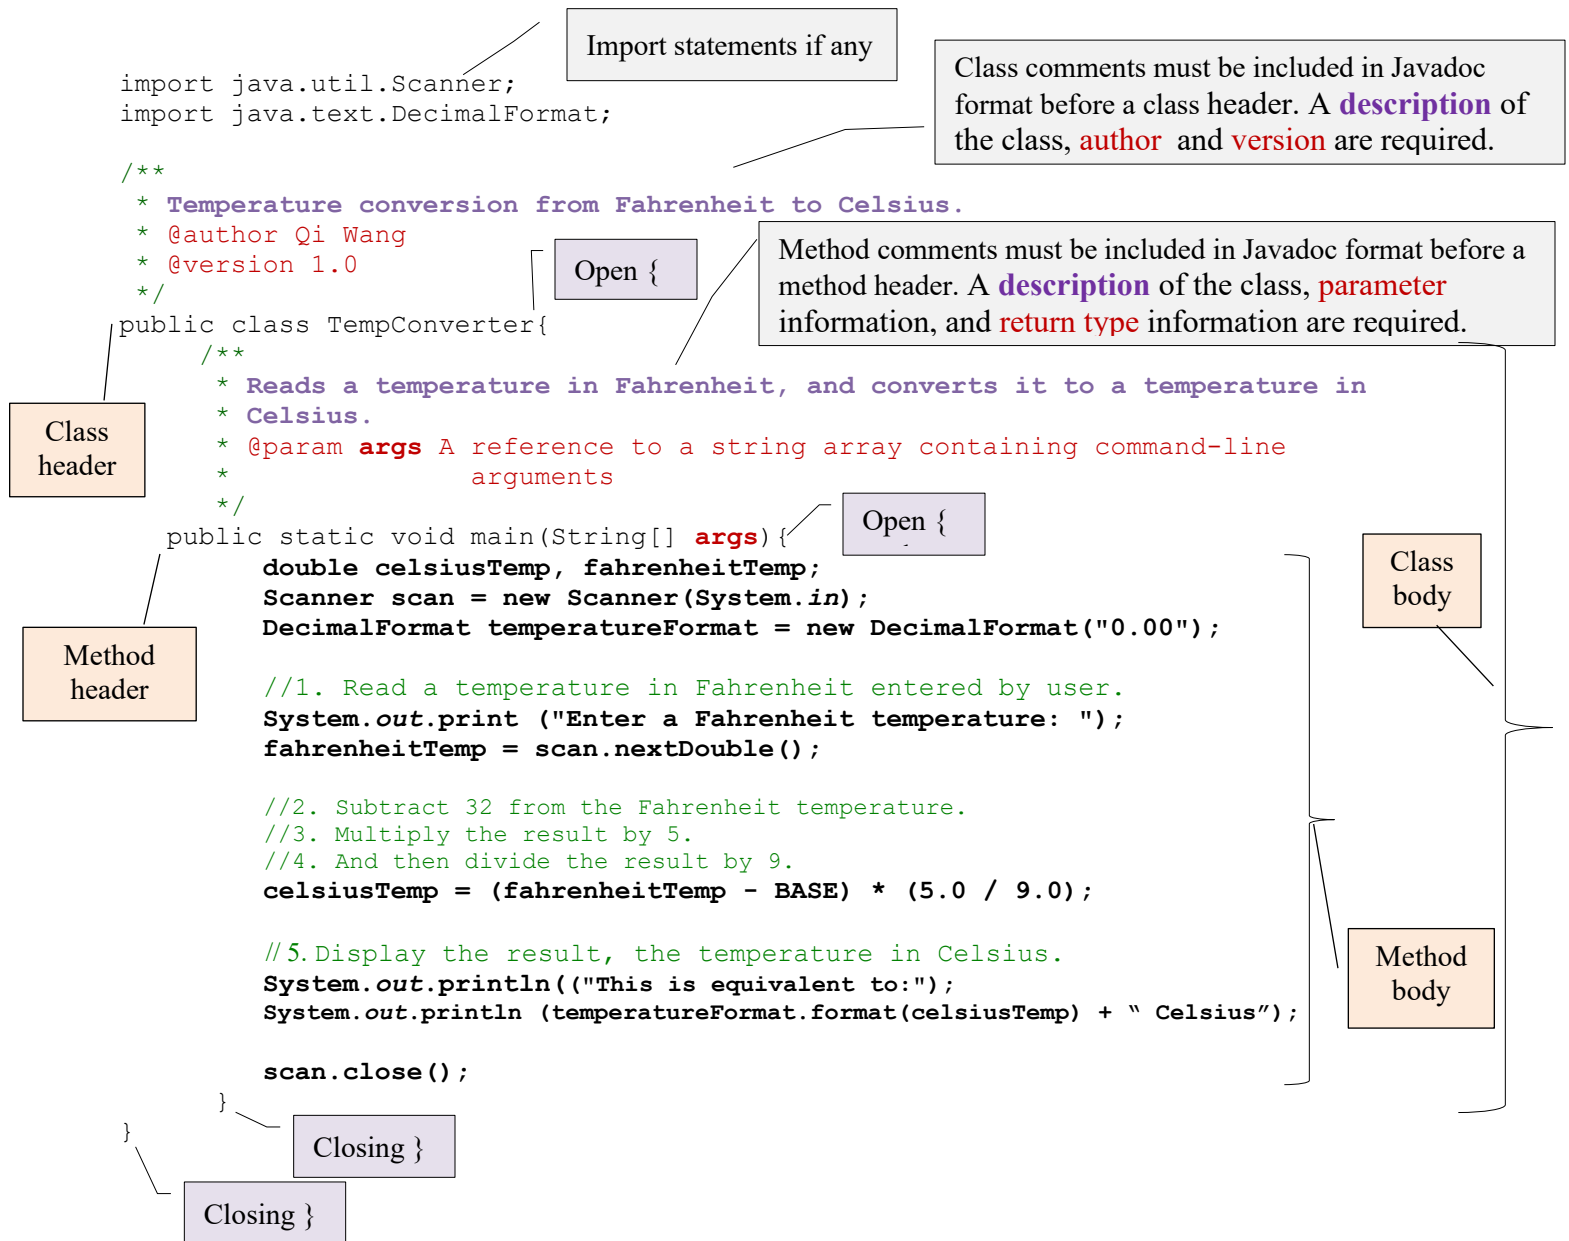 Import statements if any
import java.util.Scanner;
import java.text.DecimalFormat;
Class comments must be included in Javadoc
format before a class header. A description of
the class, author and version are required.
/**
* Temperature conversion from Fahrenheit to Celsius.
* @author Qi Wang
* @version 1.0
*/
Open {
Method comments must be included in Javadoc format before a
method header. A description of the class, parameter
information, and return type information are required.
public class TempConverter{
/**
* Reads a temperature in Fahrenheit, and converts it to a temperature in
* Celsius.
* @param args A reference to a string array containing command-line
* arguments
*/
Class
header
Open {
public static void main(String[] args){
double celsiusTemp, fahrenheitTemp;
Scanner scan = new Scanner(System.in);
DecimalFormat temperatureFormat = new DecimalFormat("0.00");
Class
body
Method
header
//1. Read a temperature in Fahrenheit entered by user.
System.out.print ("Enter a Fahrenheit temperature: ");
fahrenheitTemp = scan.nextDouble();
//2. Subtract 32 from the Fahrenheit temperature.
//3. Multiply the result by 5.
//4. And then divide the result by 9.
celsiusTemp = (fahrenheitTemp - BASE) * (5.0 / 9.0);
//5. Display the result, the temperature in Celsius.
System.out.println(("This is equivalent to:");
System.out.println (temperatureFormat.format(celsiusTemp) + “ Celsius”);
Method
body
scan.close();
}
}
Closing }
Closing }